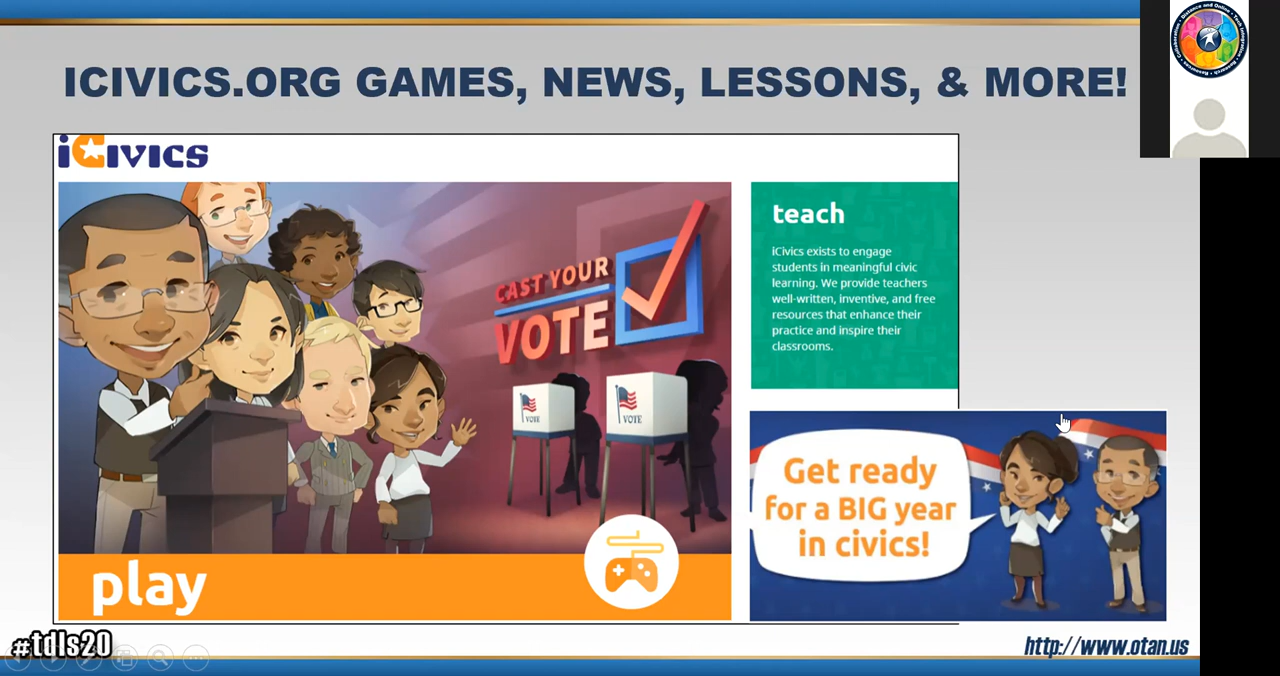 ICIVICS.ORG GAMES, NEWS, LESSONS, & MORE!
iCIVICS
CAST YOUR
VOTE
VOTE
VOTE
play
teach
iCivics exists to engage
students in meaningful civic
learning. We provide teachers
well-written, inventive, and free
resources that enhance their
practice and inspire their
classrooms.
Get ready
for a BIG year
in civics!
#tdls20
http://www.otan.us